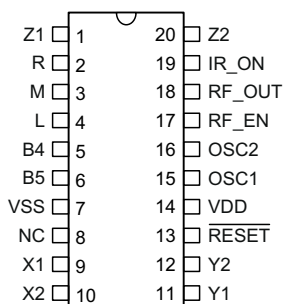 Z1 1 20 Z2
R 2 19 IR_ON
M 3 18 RF_OUT
L 4 17 RF_EN
B4 5 16 OSC2
B5 6 15 OSC1
VSS 7 14 VDD
NC 8 13 RESET
X1 9 12 Y2
X2 10 11 Y1